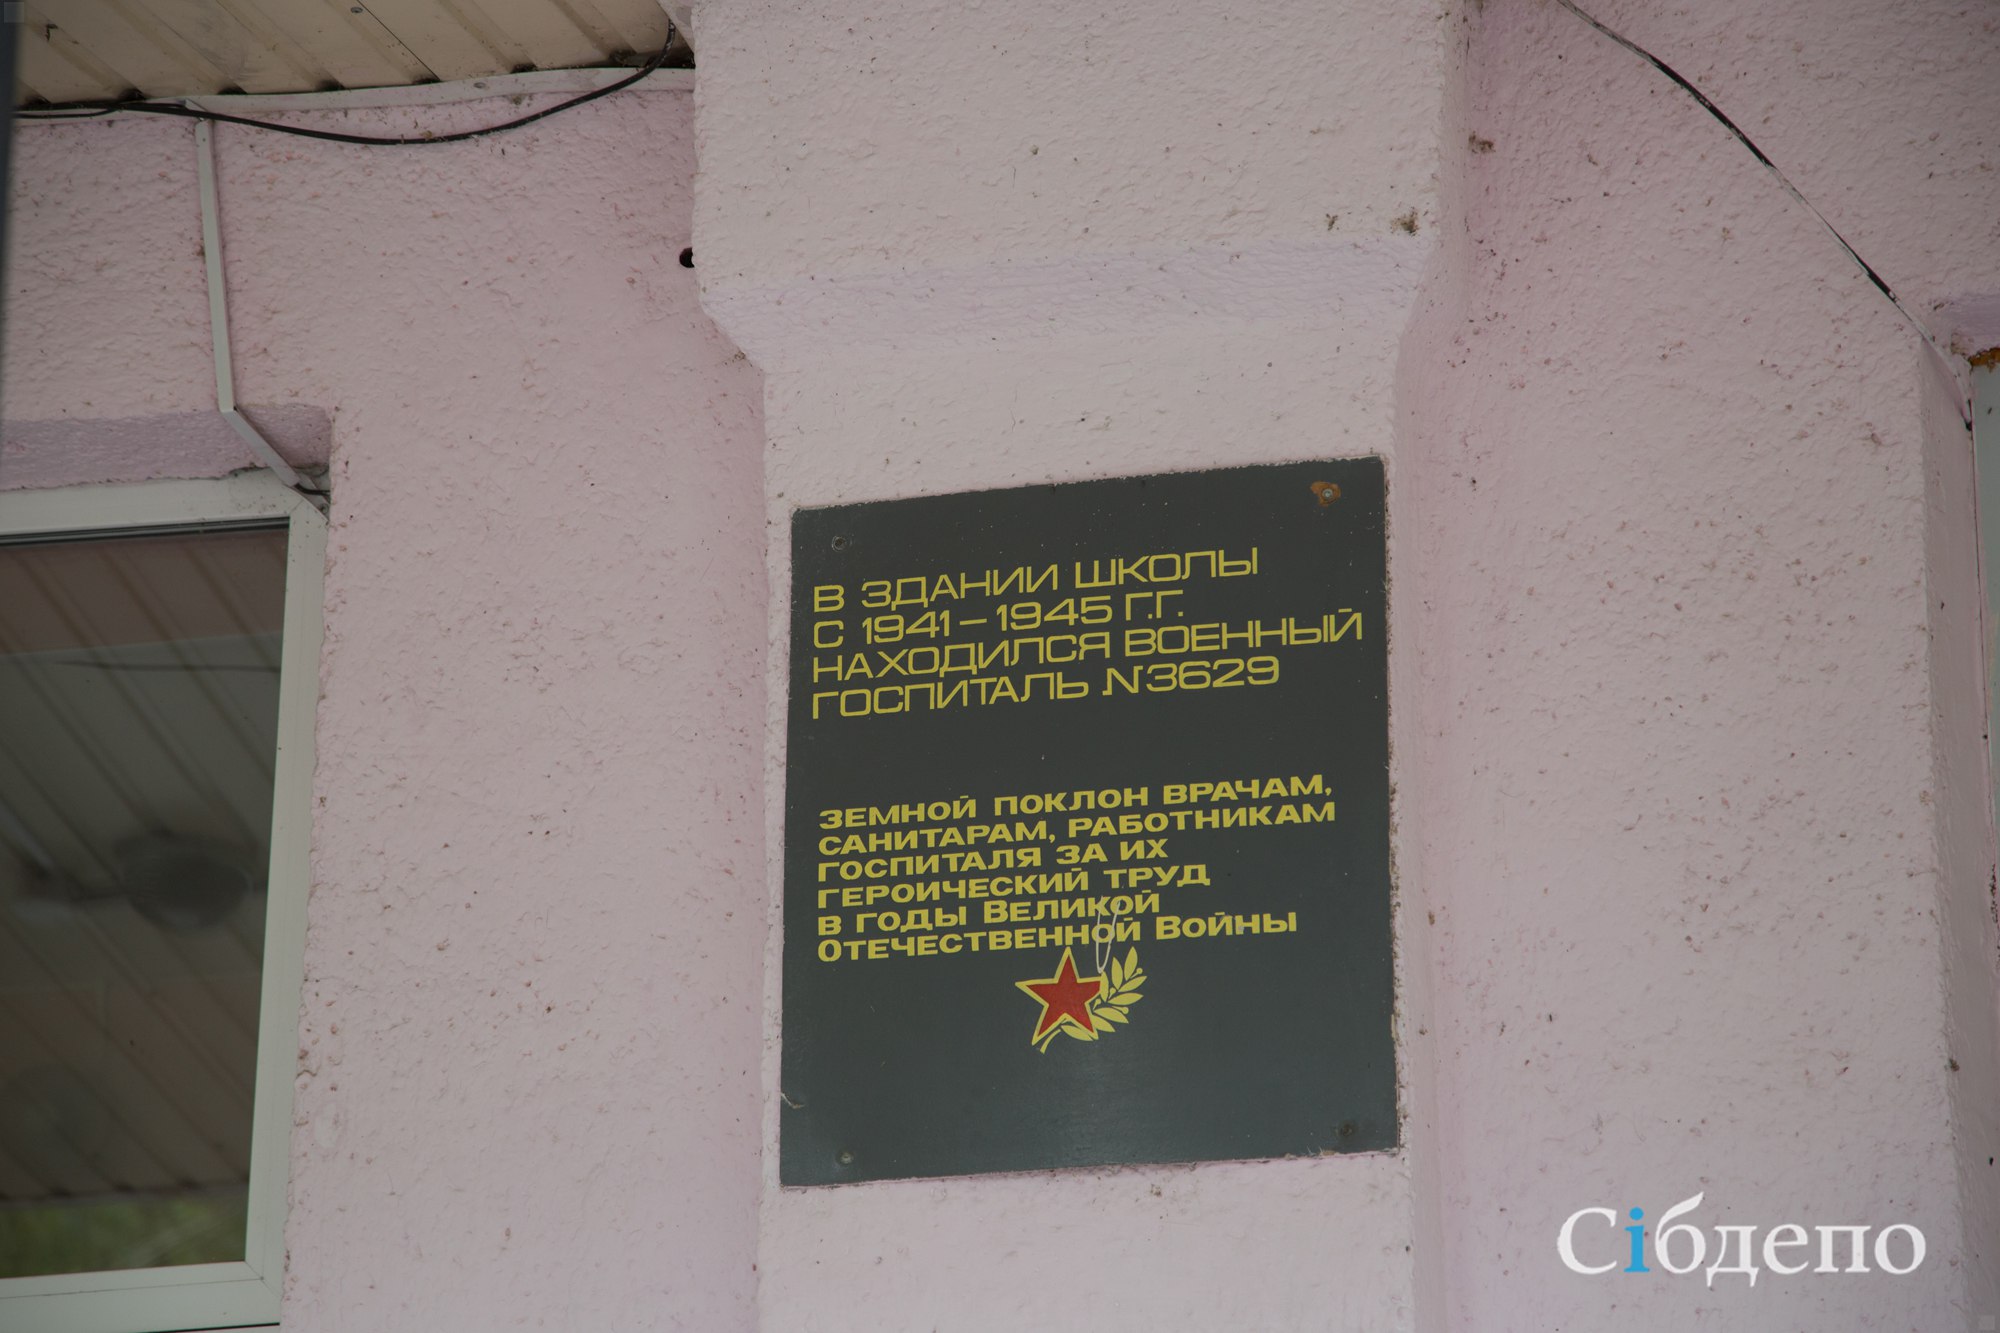 В ЗДАНИИ ШКОЛЫ
С 1941 – 1945 Г.Г.
НАХОДИЛСЯ ВОЕННЫЙ
ГОСПИТАЛЬ №3629
ЗЕМНОЙ ПОКЛОН ВРАЧАМ,
САНИТАРАМ, РАБОТНИКАМ
ГОСПИТАЛЯ ЗА ИХ
ГЕРОИЧЕСКИЙ ТРУД
В ГОДЫ ВЕЛИКОЙ
ОТЕЧЕСТВЕННОЙ ВОЙНЫ
Сiбдепо